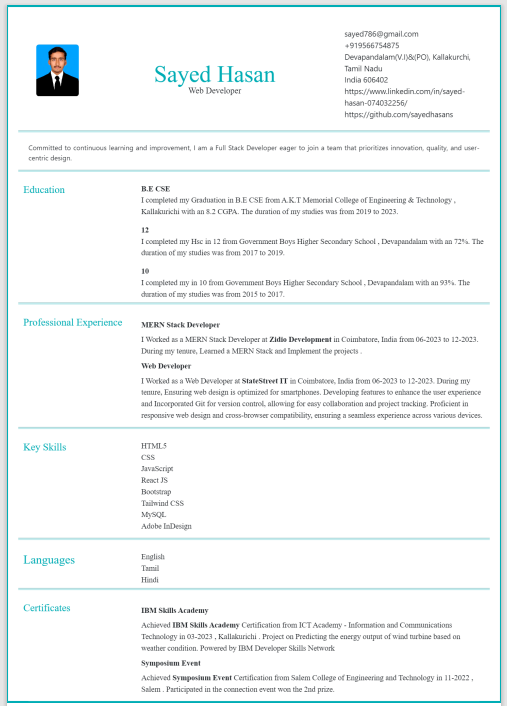 Sayed Hasan
Web Developer
sayed786@gmail.com
+919566754875
Devapandalam(V.I)&(PO), Kallakurchi,
Tamil Nadu
India 606402
https://www.linkedin.com/in/sayed-
hasan-074032256/
https://github.com/sayedhasans
Committed to continuous learning and improvement, I am a Full Stack Developer eager to join a team that prioritizes innovation, quality, and user-
centric design.
Education
B.E CSE
I completed my Graduation in B.E CSE from A.K.T Memorial College of Engineering & Technology ,
Kallakurichi with an 8.2 CGPA. The duration of my studies was from 2019 to 2023.
12
I completed my Hsc in 12 from Government Boys Higher Secondary School , Devapandalam with an 72%. The
duration of my studies was from 2017 to 2019.
10
I completed my in 10 from Government Boys Higher Secondary School , Devapandalam with an 93%. The
duration of my studies was from 2015 to 2017.
Professional Experience
MERN Stack Developer
I Worked as a MERN Stack Developer at Zidio Development in Coimbatore, India from 06-2023 to 12-2023.
During my tenure, Learned a MERN Stack and Implement the projects .
Web Developer
I Worked as a Web Developer at StateStreet IT in Coimbatore, India from 06-2023 to 12-2023. During my
tenure, Ensuring web design is optimized for smartphones. Developing features to enhance the user experience
and Incorporated Git for version control, allowing for easy collaboration and project tracking. Proficient in
responsive web design and cross-browser compatibility, ensuring a seamless experience across various devices.
Key Skills
HTML5
CSS
JavaScript
React JS
Bootstrap
Tailwind CSS
MySQL
Adobe InDesign
Languages
English
Tamil
Hindi
Certificates
IBM Skills Academy
Achieved IBM Skills Academy Certification from ICT Academy - Information and Communications
Technology in 03-2023 , Kallakurichi . Project on Predicting the energy output of wind turbine based on
weather condition. Powered by IBM Developer Skills Network
Symposium Event
Achieved Symposium Event Certification from Salem College of Engineering and Technology in 11-2022 ,
Salem . Participated in the connection event won the 2nd prize.